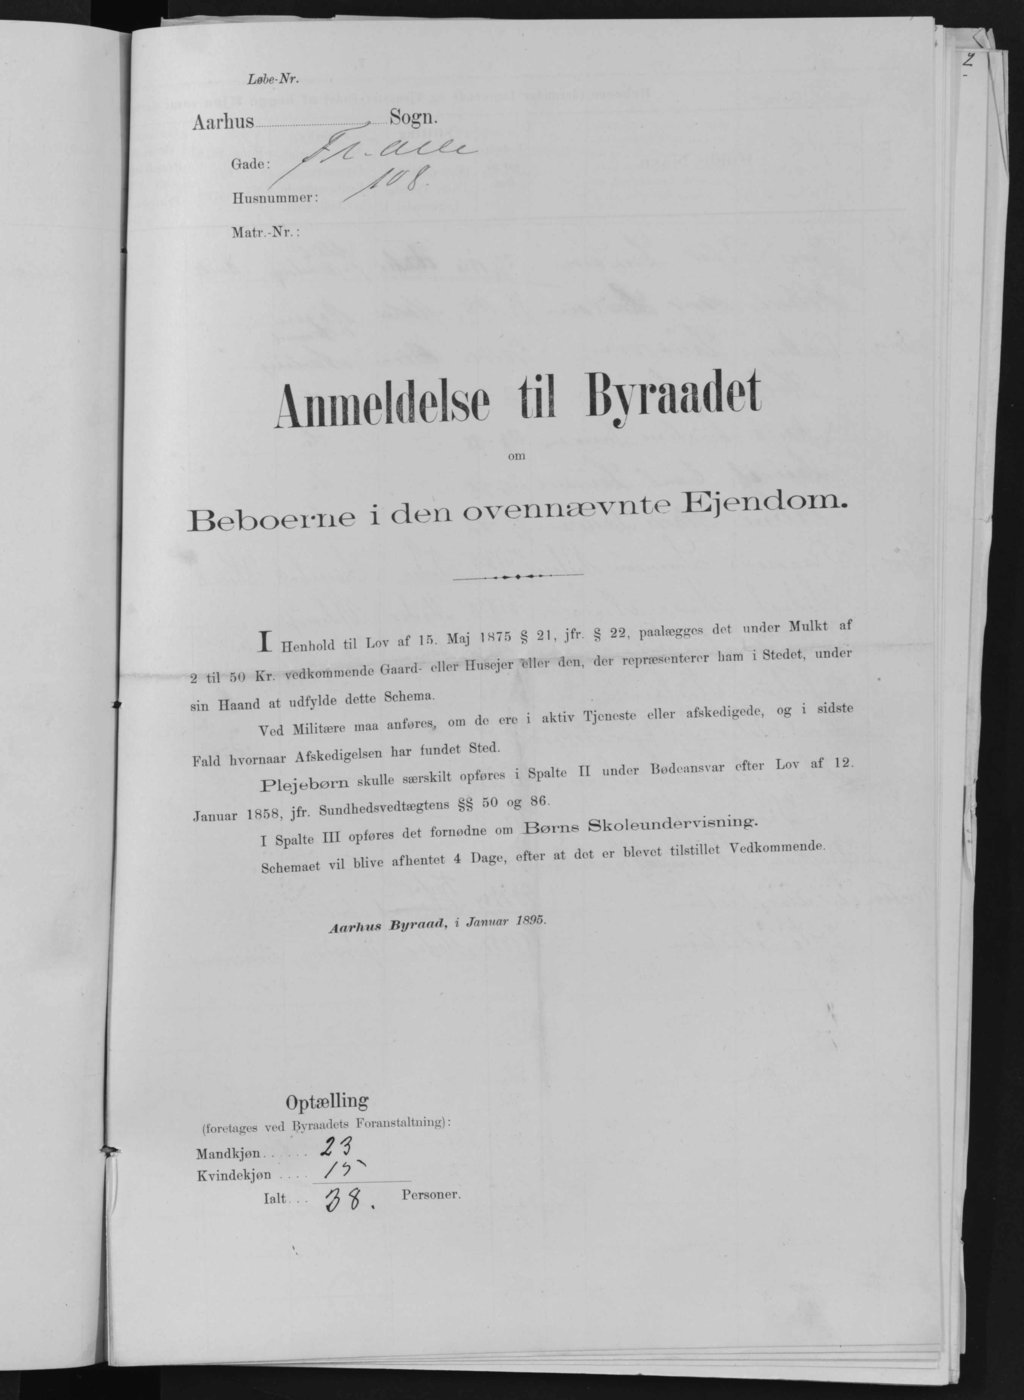 Løbe-Nr.
Aarhus Sogn.
Gade: Fr. Alle
Husnummer: 108.
Matr.-Nr.:
Anmeldelse til Byraadet
om
Beboerne i den ovennævnte Ejendom.
I Henhold til Lov af 15. Maj 1875 § 21, jfr. § 22, paalægges det under Mulkt af
2 til 50 Kr. vedkommende Gaard- eller Husejer eller den, der repræsenterer ham i Stedet, under
sin Haand at udfylde dette Schema.
Ved Militære maa anføres, om de ere i aktiv Tjeneste eller afskedigede, og i sidste
Fald hvornaar Afskedigelsen har fundet Sted.
Plejebørn skulle særskilt opføres i Spalte II under Bødeansvar efter Lov af 12.
Januar 1858, jfr. Sundhedsvedtægtens §§ 50 og 86.
I Spalte III opføres det fornødne om Børns Skoleundervisning.
Schemaet vil blive afhentet 4 Dage, efter at det er blevet tilstillet Vedkommende.
Aarhus Byraad, i Januar 1895.
Optælling
(foretages ved Byraadets Foranstaltning):
Mandkjøn...... 23
Kvindekjøn .... 15
Ialt... 38. Personer.
2